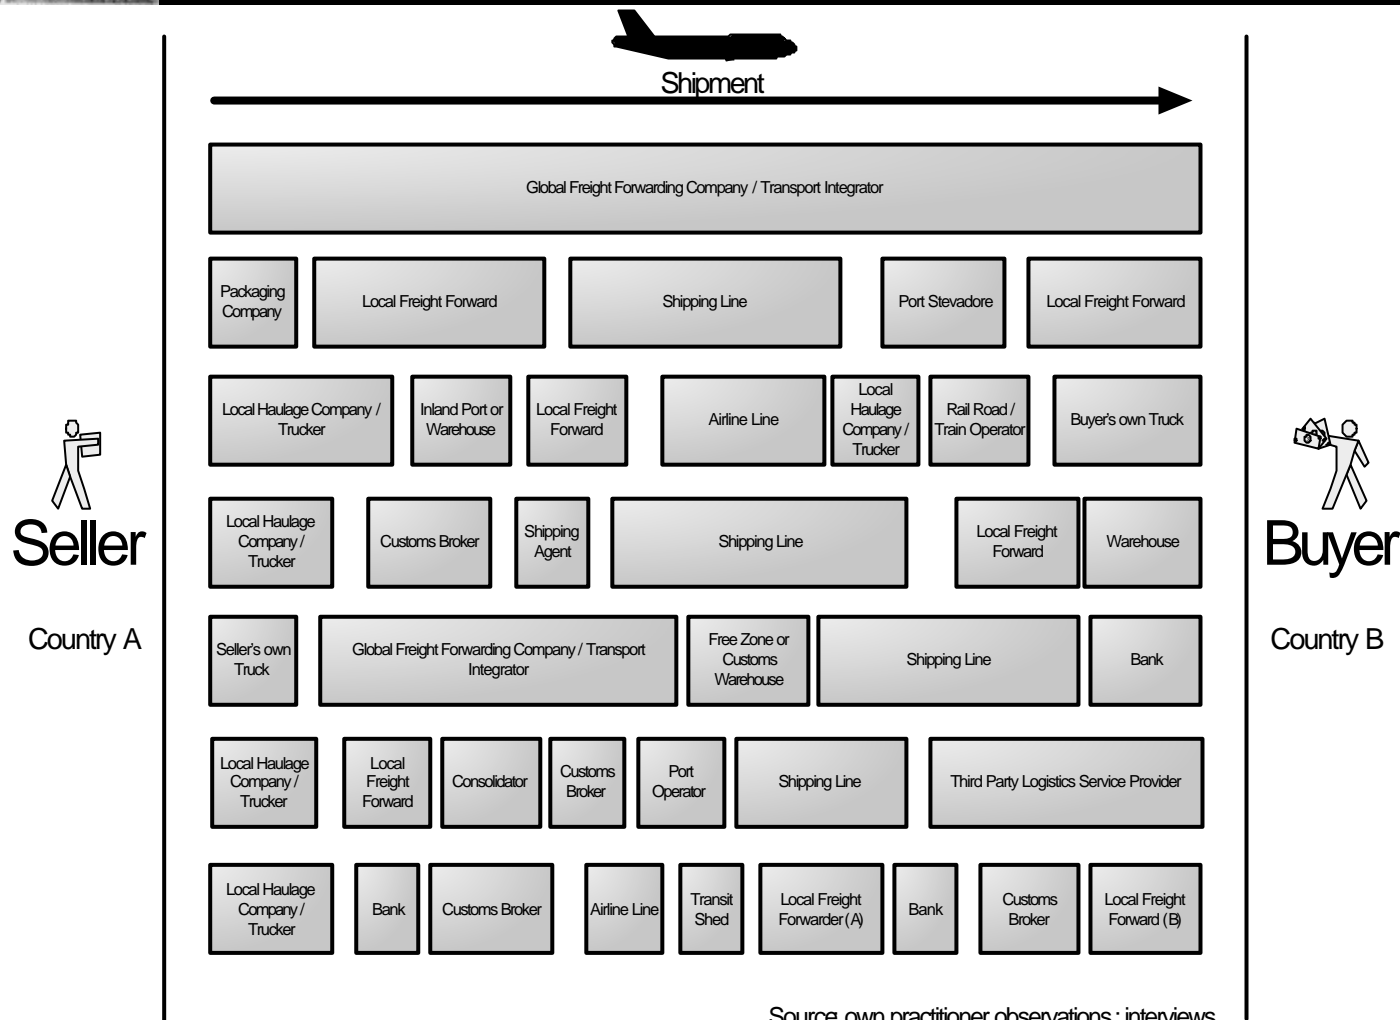 Shipment
Global Freight Forwarding Company / Transport Integrator
Packaging
Company
Local Freight Forward
Shipping Line
Port Stevadore
Local Freight Forward
Local Haulage Company /
Trucker
Inland Port or
Warehouse
Local Freight
Forward
Airline Line
Local
Haulage
Company /
Trucker
Rail Road /
Train Operator
Buyer's own Truck
Seller
Country A
Local Haulage
Company /
Trucker
Customs Broker
Shipping
Agent
Shipping Line
Local Freight
Forward
Warehouse
Buyer
Country B
Seller's own
Truck
Global Freight Forwarding Company / Transport
Integrator
Free Zone or
Customs
Warehouse
Shipping Line
Bank
Local Haulage
Company /
Trucker
Local
Freight
Forward
Consolidator
Customs
Broker
Port
Operator
Shipping Line
Third Party Logistics Service Provider
Local Haulage
Company /
Trucker
Bank
Customs Broker
Airline Line
Transit
Shed
Local Freight
Forwarder (A)
Bank
Customs
Broker
Local Freight
Forward (B)
Source: own practitioner observations ; interviews